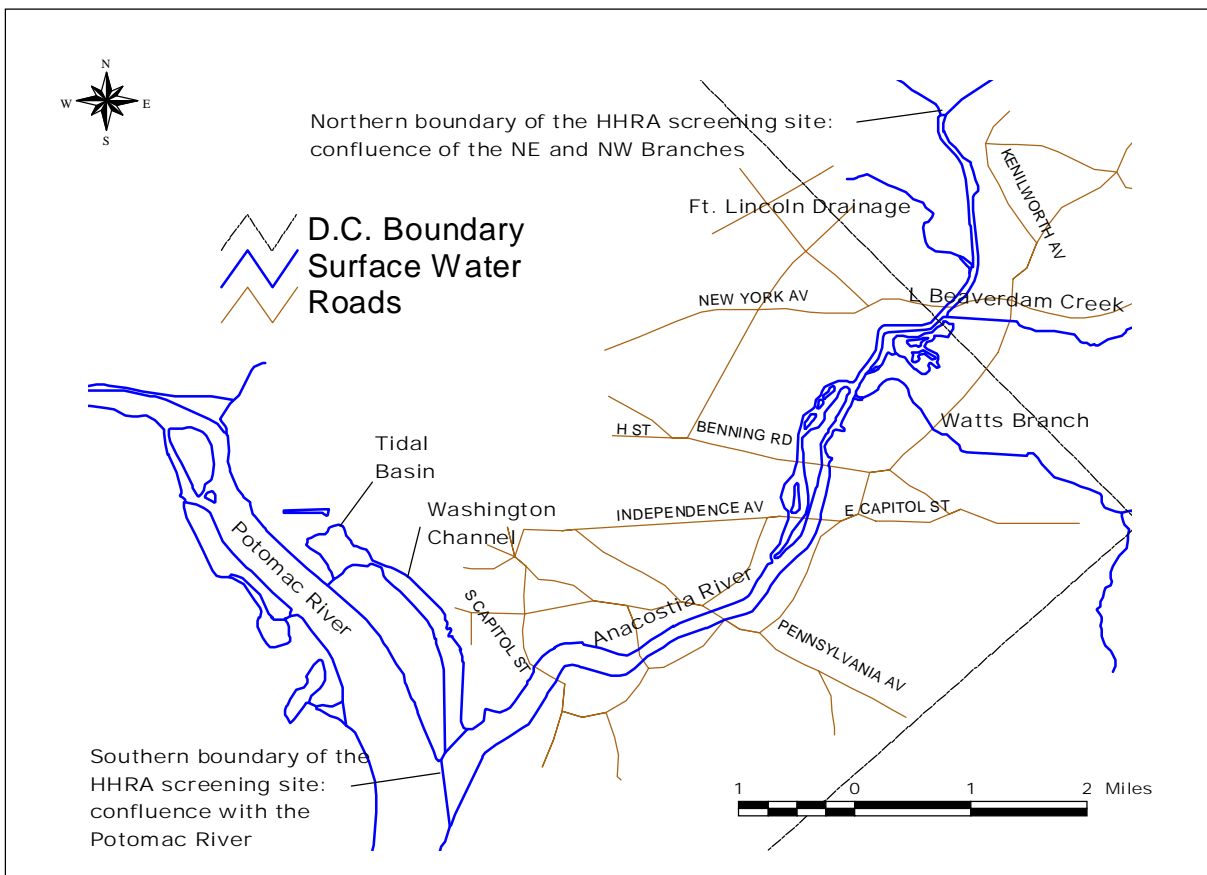 N
W E
S
Northern boundary of the HHRA screening site:
confluence of the NE and NW Branches
KENILWORTH AV
Ft. Lincoln Drainage
D.C. Boundary
Surface Water
Roads
NEW YORK AV
L Beaverdam Creek
H ST
BENNING RD
Watts Branch
Tidal
Basin
Washington
Channel
INDEPENDENCE AV
E CAPITOL ST
Potomac River
S CAPITOL ST
Anacostia River
PENNSYLVANIA AV
Southern boundary of the
HHRA screening site:
confluence with the
Potomac River
1 0 1 2 Miles